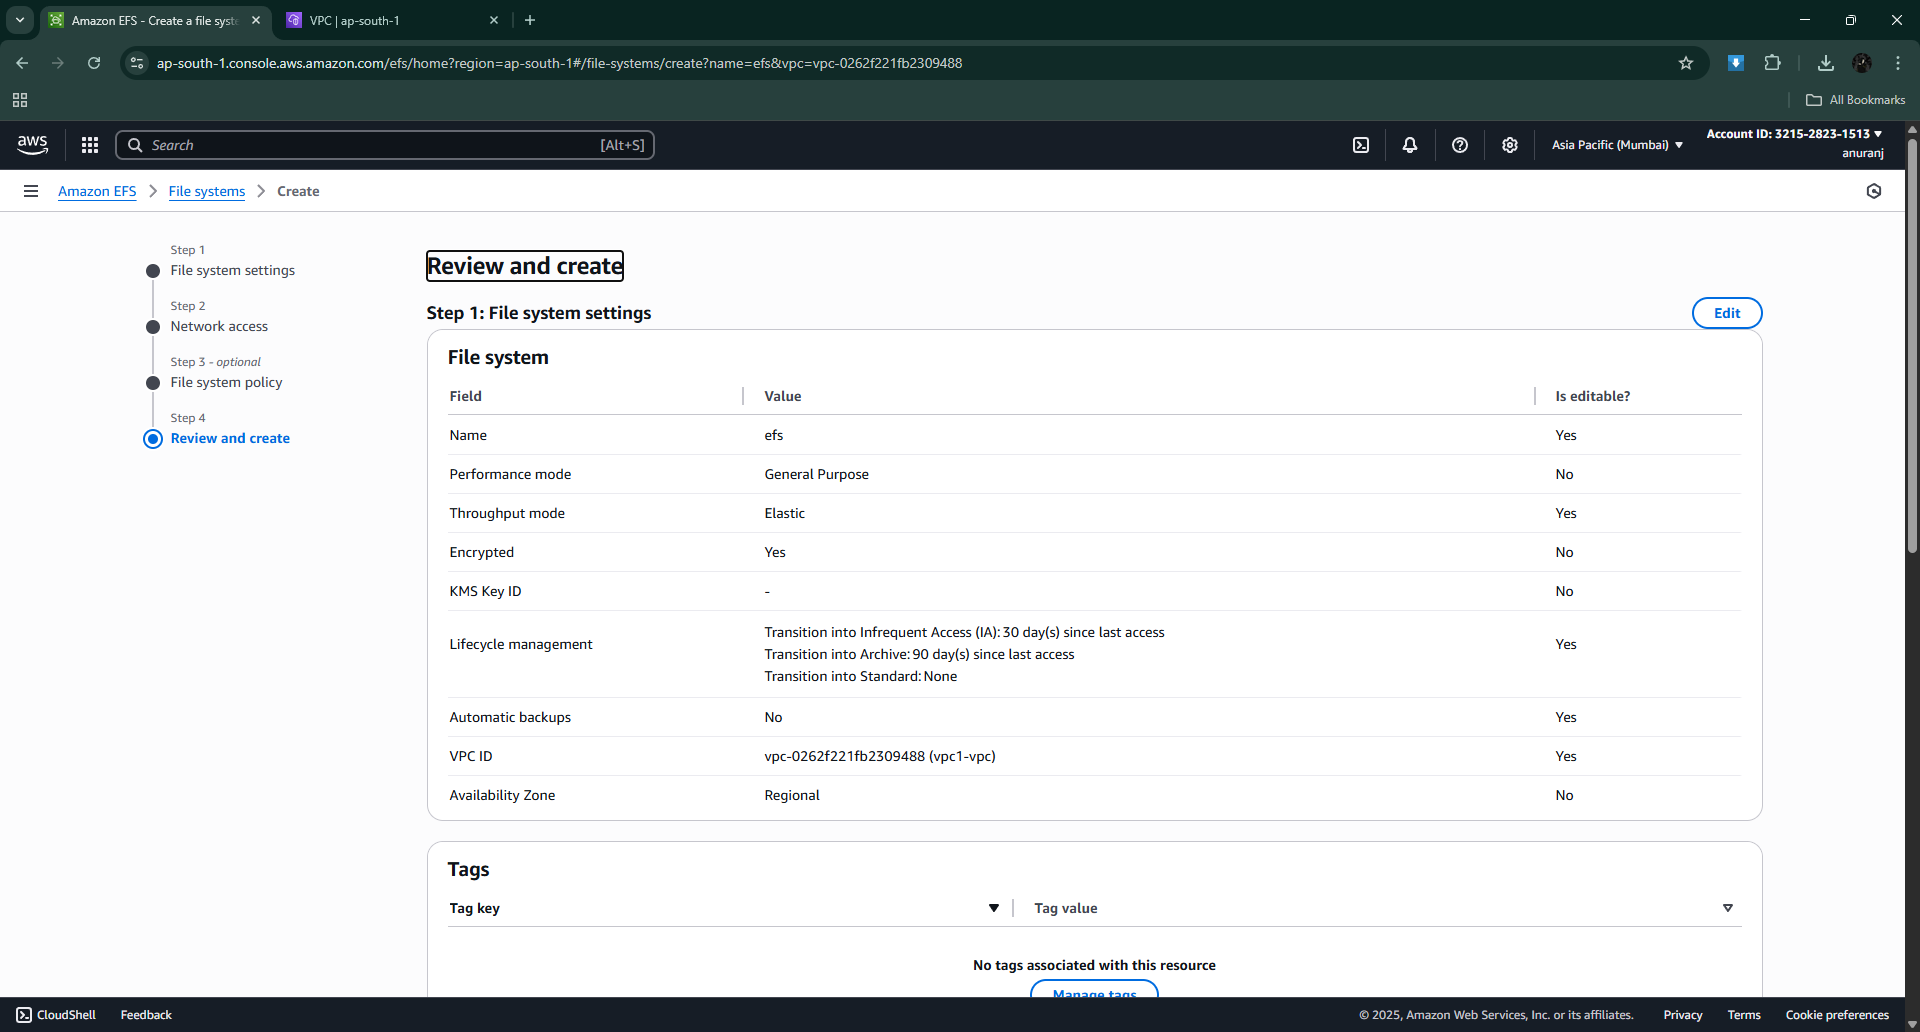 Amazon EFS - Create a file syste
VPC | ap-south-1
ap-south-1.console.aws.amazon.com/efs/home?region=ap-south-1#/file-systems/create?name=efs&vpc=vpc-0262f221fb2309488
All Bookmarks
aws
Search
[Alt+S]
Asia Pacific (Mumbai)
Account ID: 3215-2823-1513
anuranj
Amazon EFS
File systems
Create
Step 1
File system settings
Step 2
Network access
Step 3 - optional
File system policy
Step 4
Review and create
Review and create
Step 1: File system settings
Edit
File system
Field Value Is editable?
Name efs Yes
Performance mode General Purpose No
Throughput mode Elastic Yes
Encrypted Yes No
KMS Key ID - No
Lifecycle management
Transition into Infrequent Access (IA): 30 day(s) since last access
Transition into Archive: 90 day(s) since last access
Transition into Standard: None
Yes
Automatic backups No Yes
VPC ID vpc-0262f221fb2309488 (vpc1-vpc) Yes
Availability Zone Regional No
Tags
Tag key Tag value
No tags associated with this resource
Manage tags
CloudShell Feedback © 2025, Amazon Web Services, Inc. or its affiliates. Privacy Terms Cookie preferences